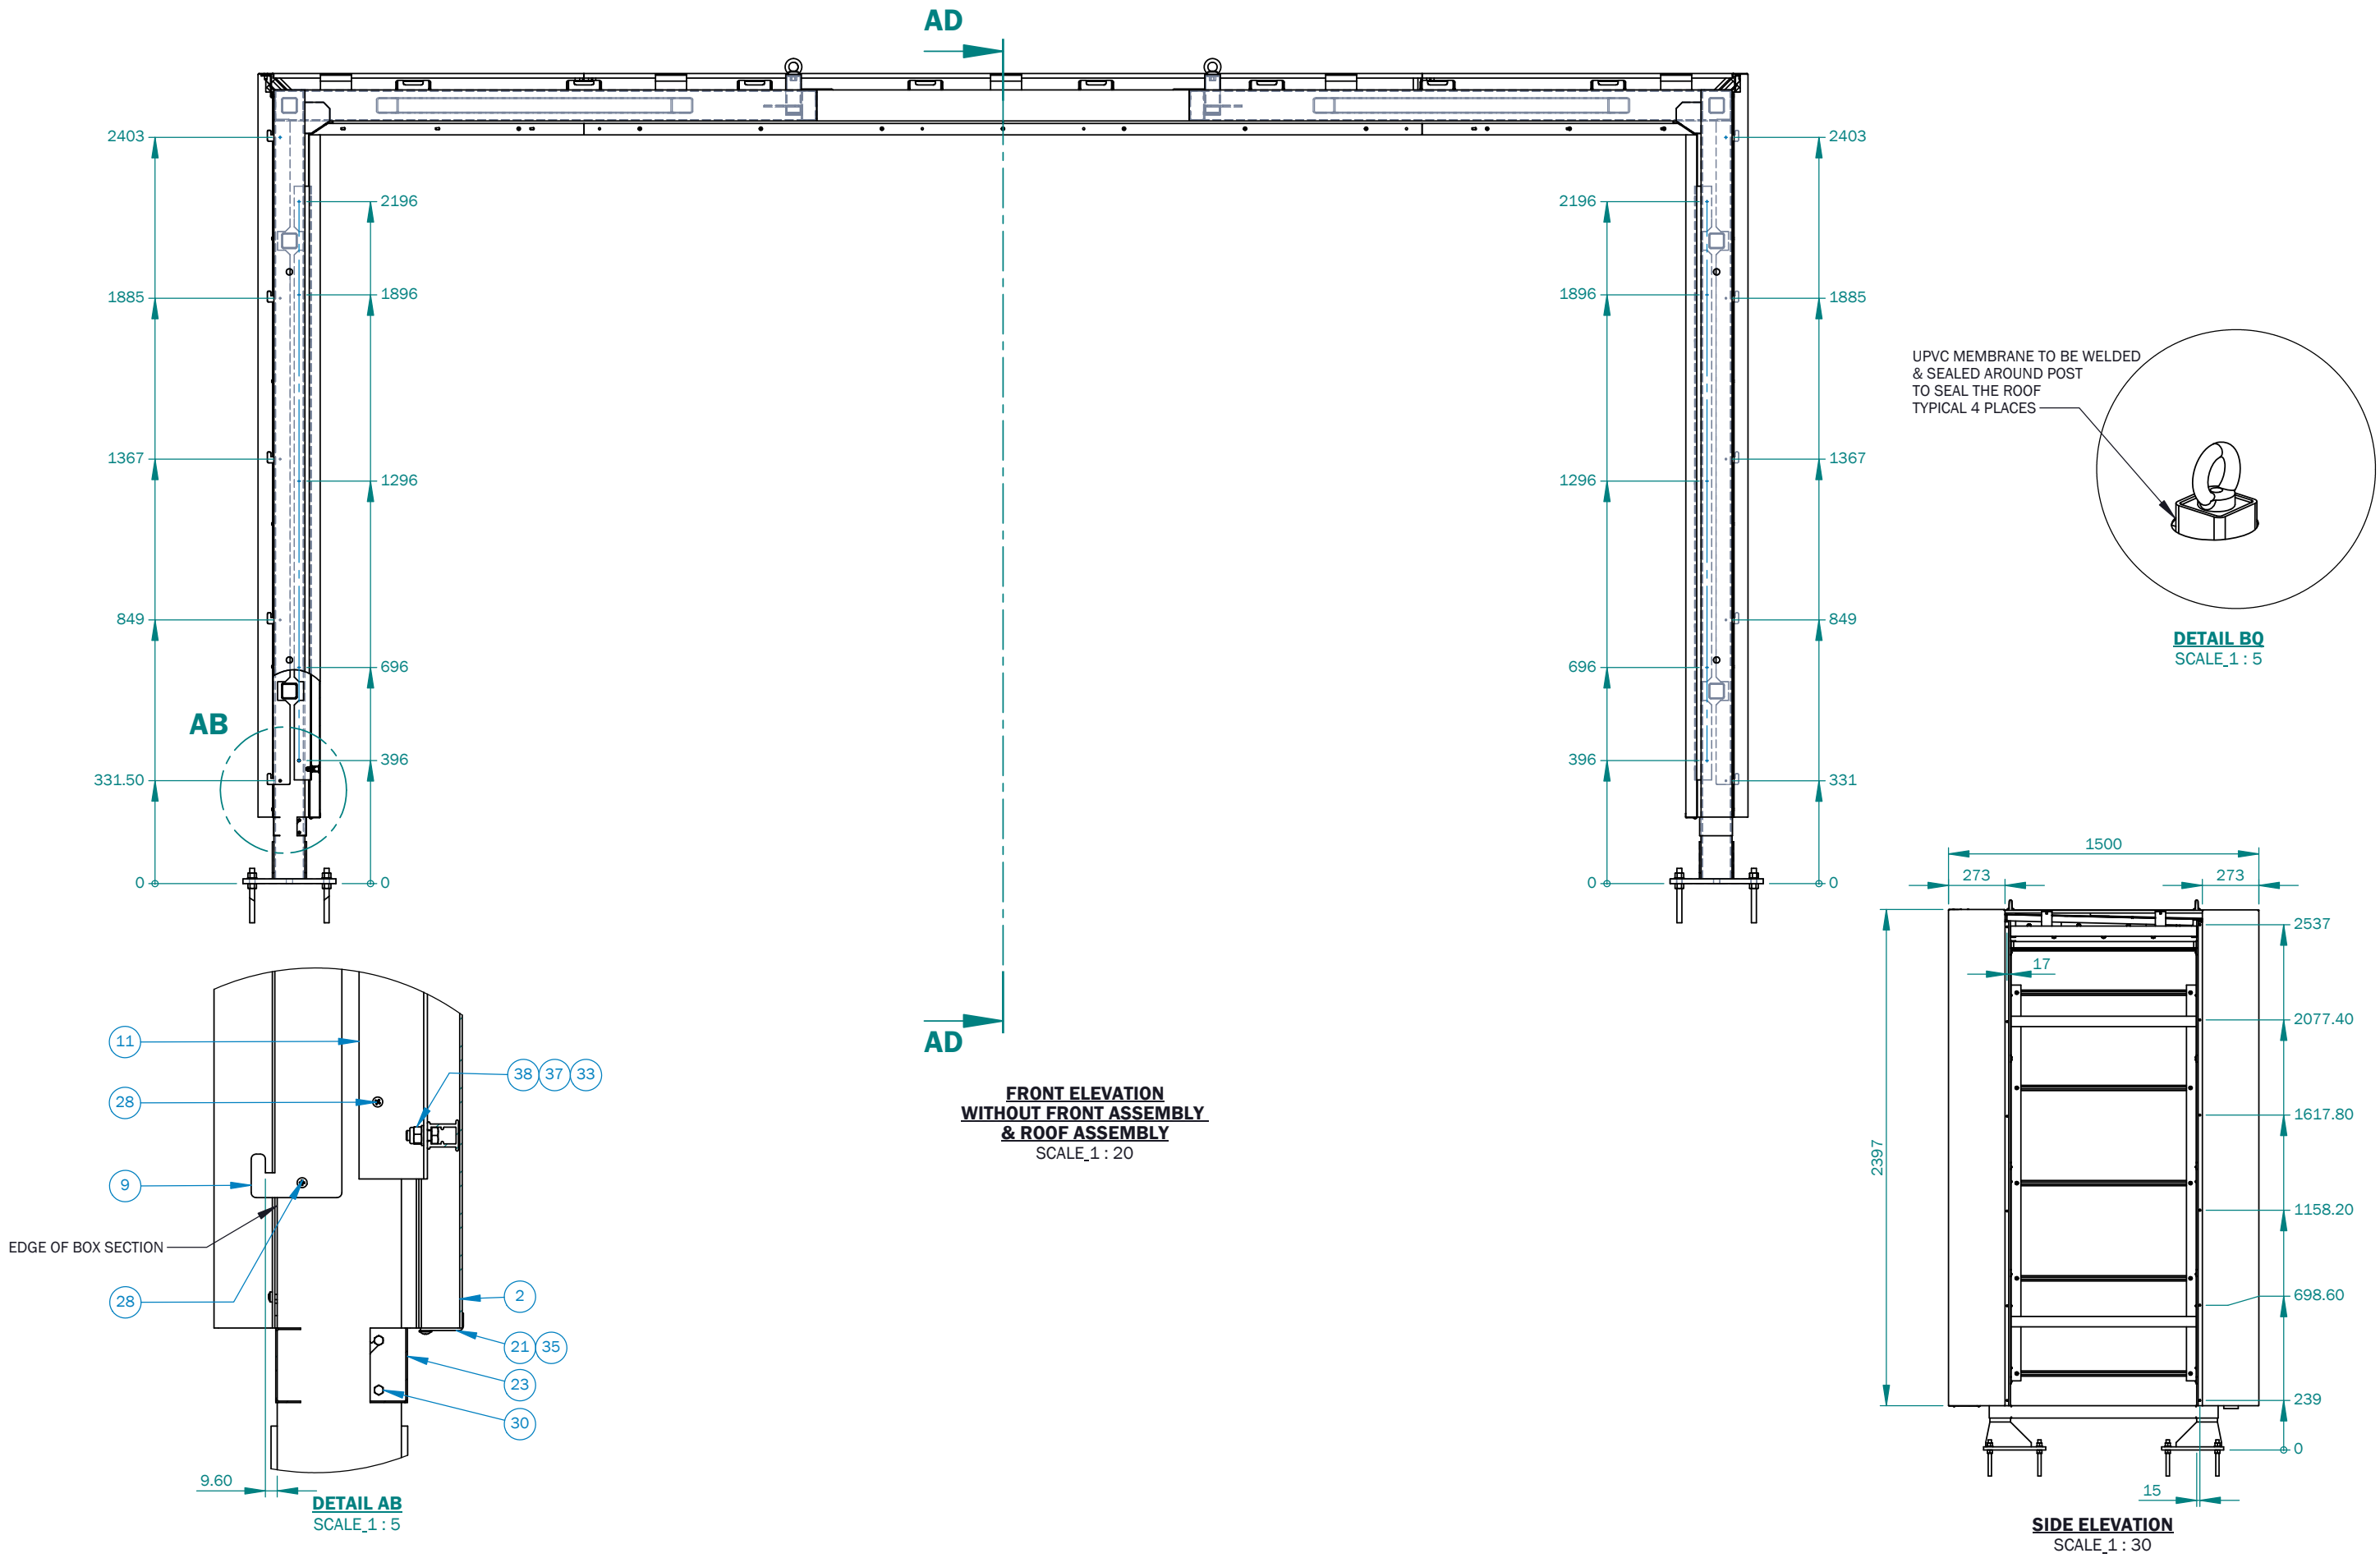 AD
2403
2196
1885
1896
1367
1296
849
696
AB
396
331.50
0
0
2403
2196
1896
1885
1367
1296
849
696
396
331
0
0
AD
UPVC MEMBRANE TO BE WELDED
& SEALED AROUND POST
TO SEAL THE ROOF
TYPICAL 4 PLACES
DETAIL BQ
SCALE 1 : 5
11
28
38 37 33
9
28
EDGE OF BOX SECTION
2
21 35
23
30
9.60
DETAIL AB
SCALE 1 : 5
FRONT ELEVATION
WITHOUT FRONT ASSEMBLY
& ROOF ASSEMBLY
SCALE 1 : 20
1500
273
273
2537
17
2077.40
1617.80
2397
1158.20
698.60
239
0
15
SIDE ELEVATION
SCALE 1 : 30